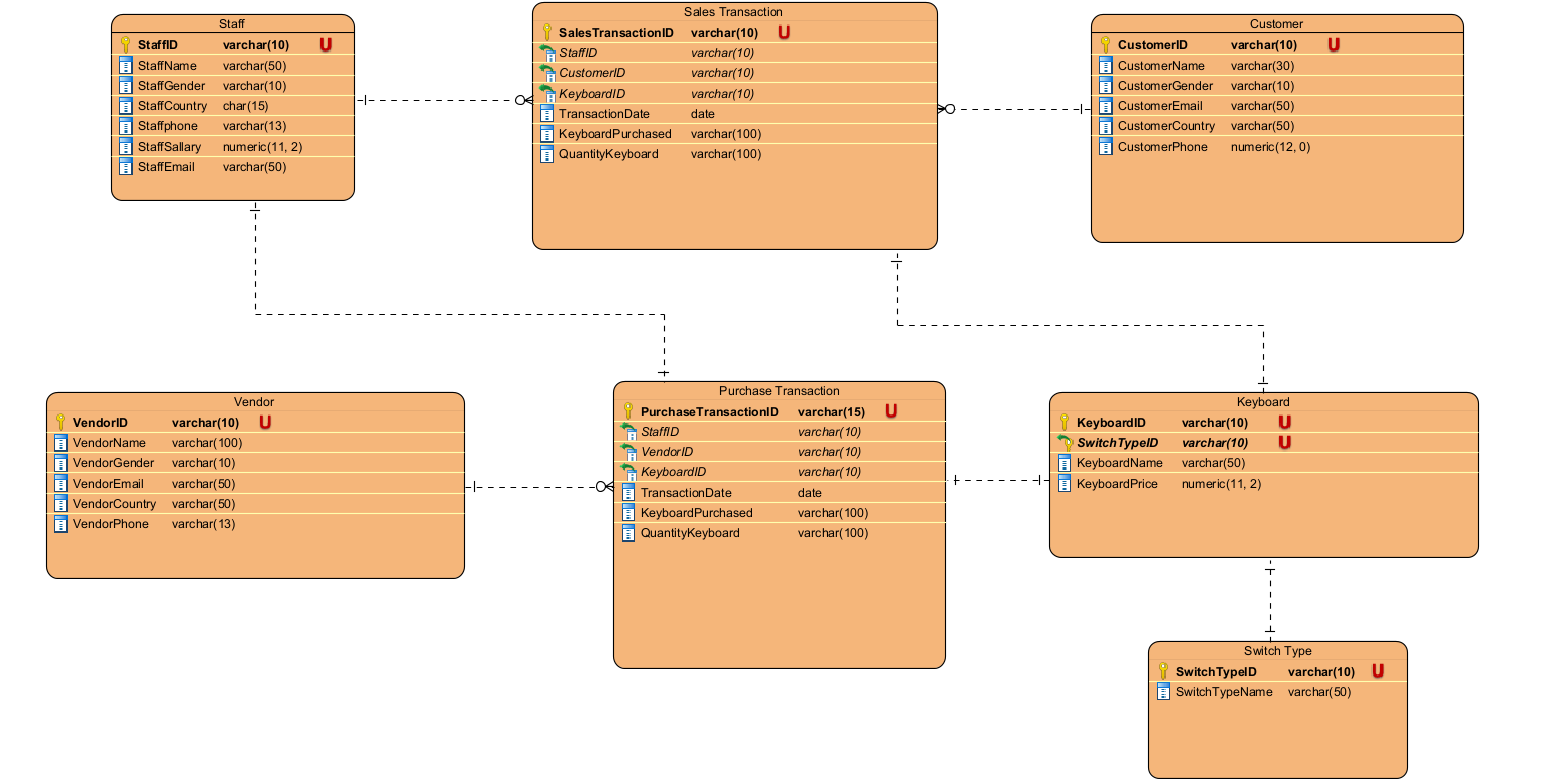 Staff
StaffID varchar(10) U
StaffName varchar(50)
StaffGender varchar(10)
StaffCountry char(15)
Staffphone varchar(13)
StaffSallary numeric(11, 2)
StaffEmail varchar(50)
Sales Transaction
SalesTransactionID varchar(10) U
StaffID varchar(10)
CustomerID varchar(10)
KeyboardID varchar(10)
TransactionDate date
KeyboardPurchased varchar(100)
QuantityKeyboard varchar(100)
Customer
CustomerID varchar(10) U
CustomerName varchar(30)
CustomerGender varchar(10)
CustomerEmail varchar(50)
CustomerCountry varchar(50)
CustomerPhone numeric(12, 0)
Vendor
VendorID varchar(10) U
VendorName varchar(100)
VendorGender varchar(10)
VendorEmail varchar(50)
VendorCountry varchar(50)
VendorPhone varchar(13)
Purchase Transaction
PurchaseTransactionID varchar(15) U
StaffID varchar(10)
VendorID varchar(10)
KeyboardID varchar(10)
TransactionDate date
KeyboardPurchased varchar(100)
QuantityKeyboard varchar(100)
Keyboard
KeyboardID varchar(10) U
SwitchTypeID varchar(10) U
KeyboardName varchar(50)
KeyboardPrice numeric(11, 2)
Switch Type
SwitchTypeID varchar(10) U
SwitchTypeName varchar(50)